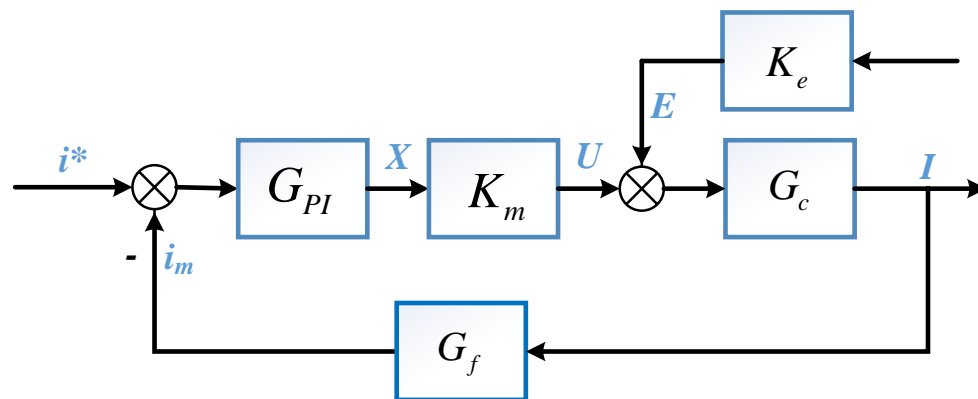 K_e
E
i*
G_PI
X
K_m
U
G_c
I
-
i_m
G_f